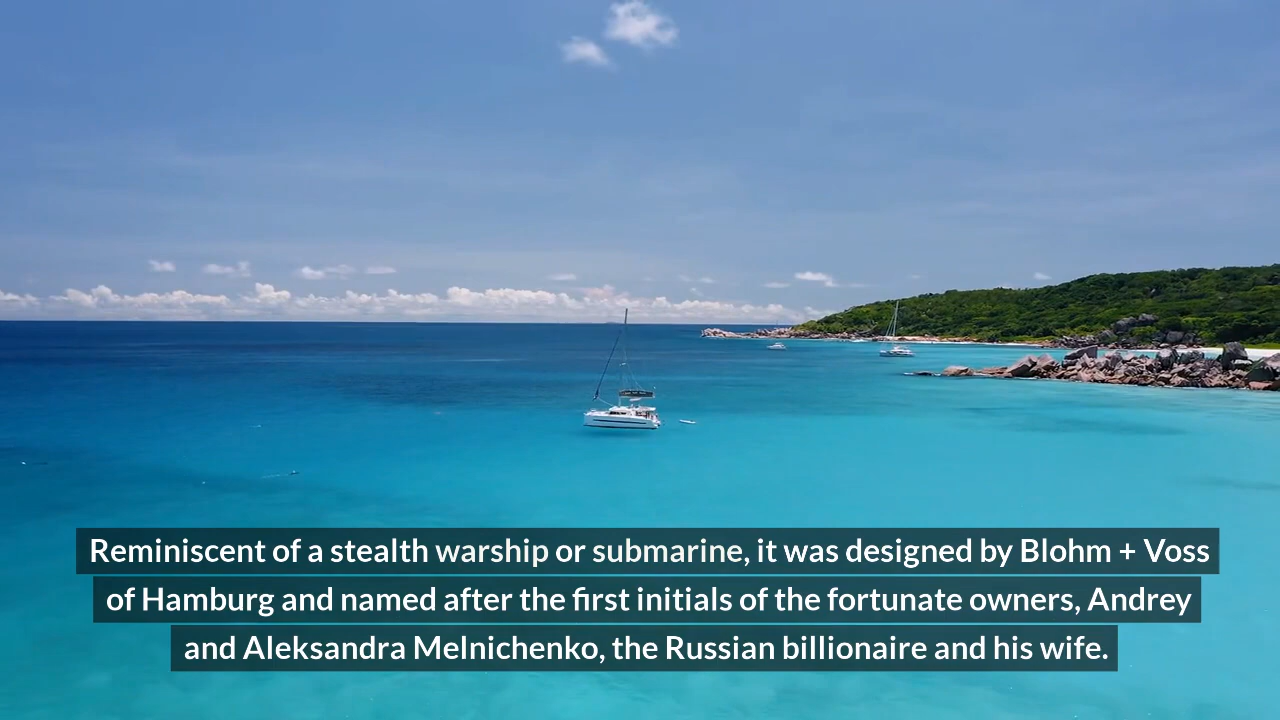 Reminiscent of a stealth warship or submarine, it was designed by Blohm + Voss
of Hamburg and named after the first initials of the fortunate owners, Andrey
and Aleksandra Melnichenko, the Russian billionaire and his wife.